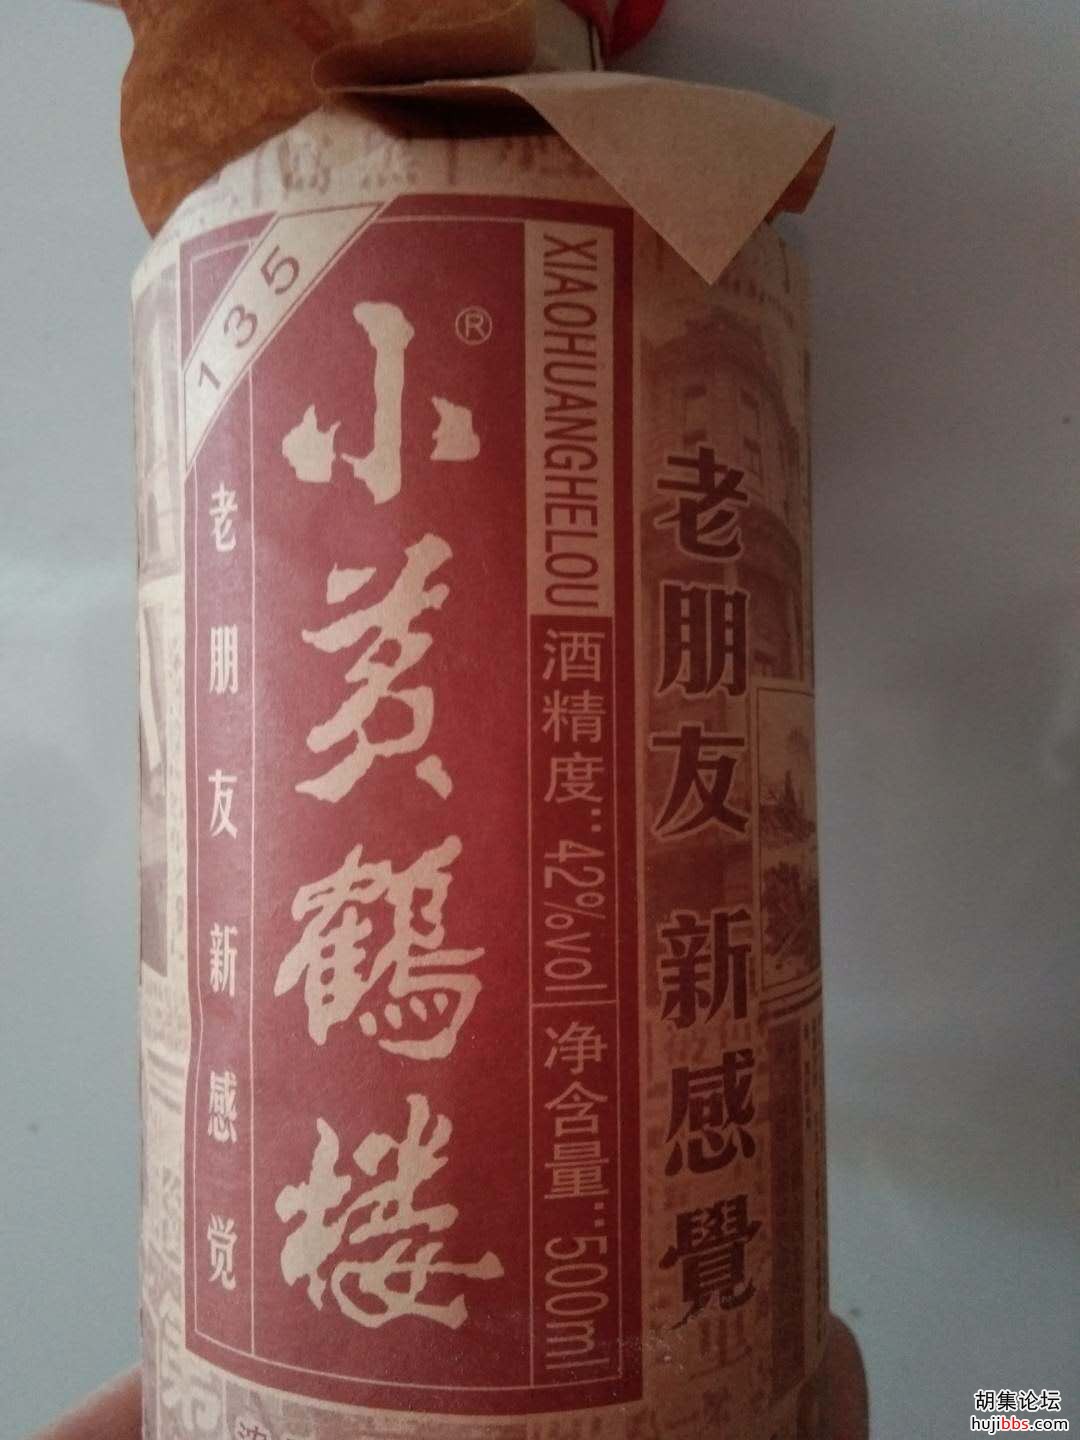 135
小黄鹤楼
®
XIAOHUANGHELOU
酒精度:42%vol
净含量:500ml
老朋友新感觉
老朋友 新感覺
胡集论坛
hujibbs.com